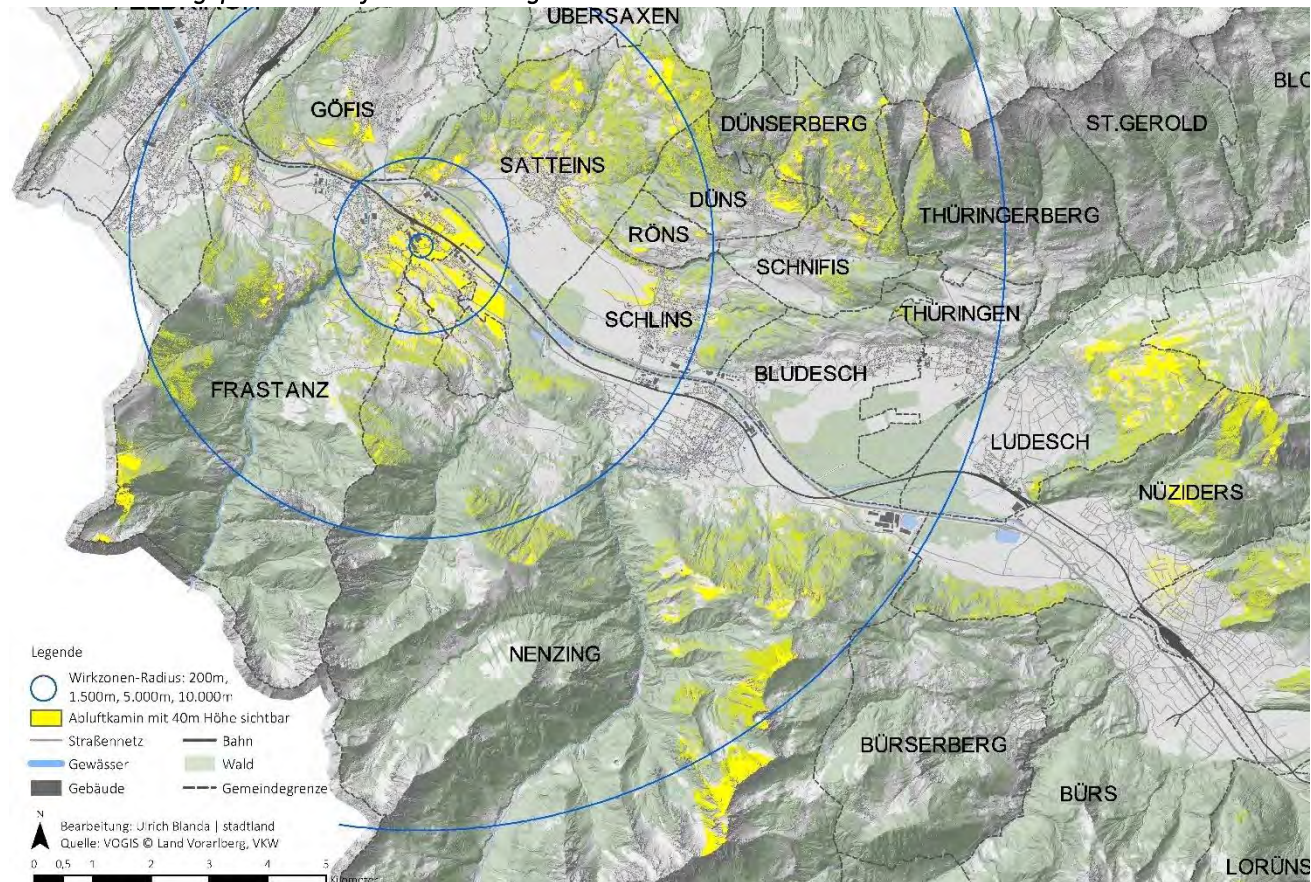 ÜBERSAXEN
GÖFIS
DÜNSERBERG
ST.GEROLD
SATTEINS
DÜNS
THÜRINGERBERG
RÖNS
SCHNIFIS
SCHLINS
THÜRINGEN
BLUDESCH
FRASTANZ
LUDESCH
NÜZIDERS
NENZING
BÜRSERBERG
BÜRS
LORÜNS
Legende
Wirkzonen-Radius: 200m,
1.500m, 5.000m, 10.000m
Abluftkamin mit 40m Höhe sichtbar
Straßennetz Bahn
Gewässer Wald
Gebäude Gemeindegrenze
N
Bearbeitung: Ulrich Blanda | stadtland
Quelle: VOGIS © Land Vorarlberg, VKW
0 0,5 1 2 3 4 5
Kilometer